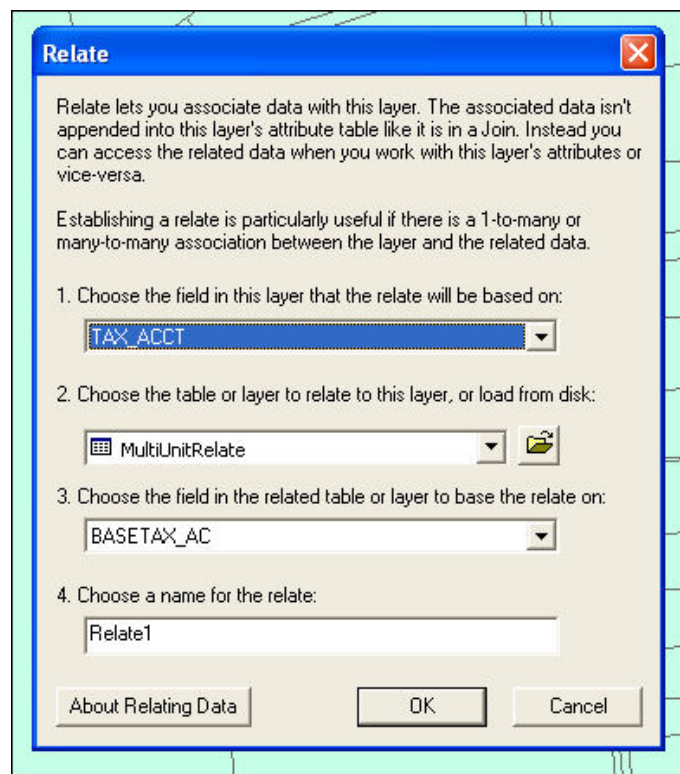 Relate
Relate lets you associate data with this layer. The associated data isn't
appended into this layer's attribute table like it is in a Join. Instead you
can access the related data when you work with this layer's attributes or
vice-versa.
Establishing a relate is particularly useful if there is a 1-to-many or
many-to-many association between the layer and the related data.
1. Choose the field in this layer that the relate will be based on:
TAX_ACCT
2. Choose the table or layer to relate to this layer, or load from disk:
MultiUnitRelate
3. Choose the field in the related table or layer to base the relate on:
BASETAX_AC
4. Choose a name for the relate:
Relate1
About Relating Data OK Cancel